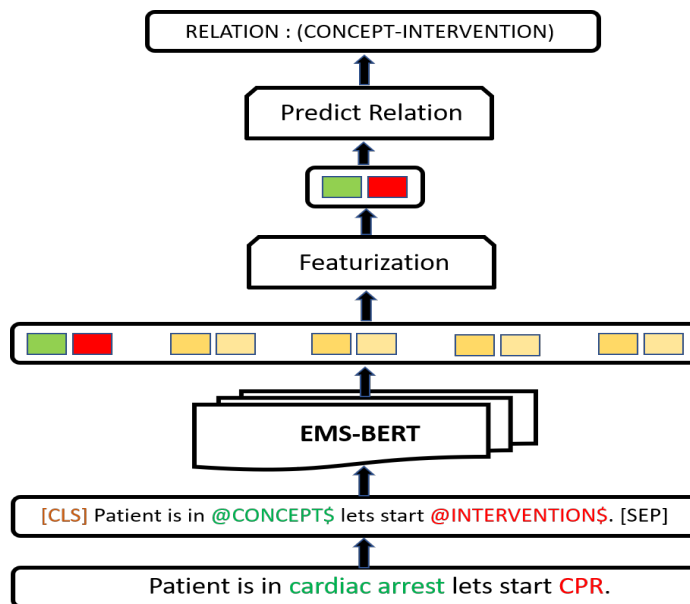 RELATION : (CONCEPT-INTERVENTION)
Predict Relation
Featurization
EMS-BERT
[CLS] Patient is in @CONCEPT$ lets start @INTERVENTION$. [SEP]
Patient is in cardiac arrest lets start CPR.